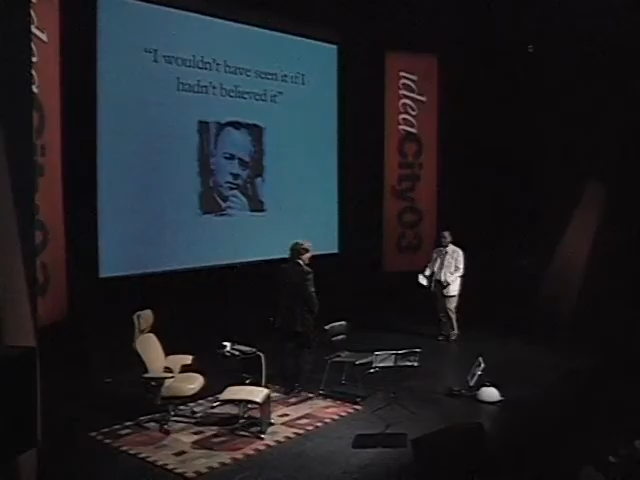 "I wouldn't have seen it if I
hadn't believed it"
ideaCity03
ideaCity03